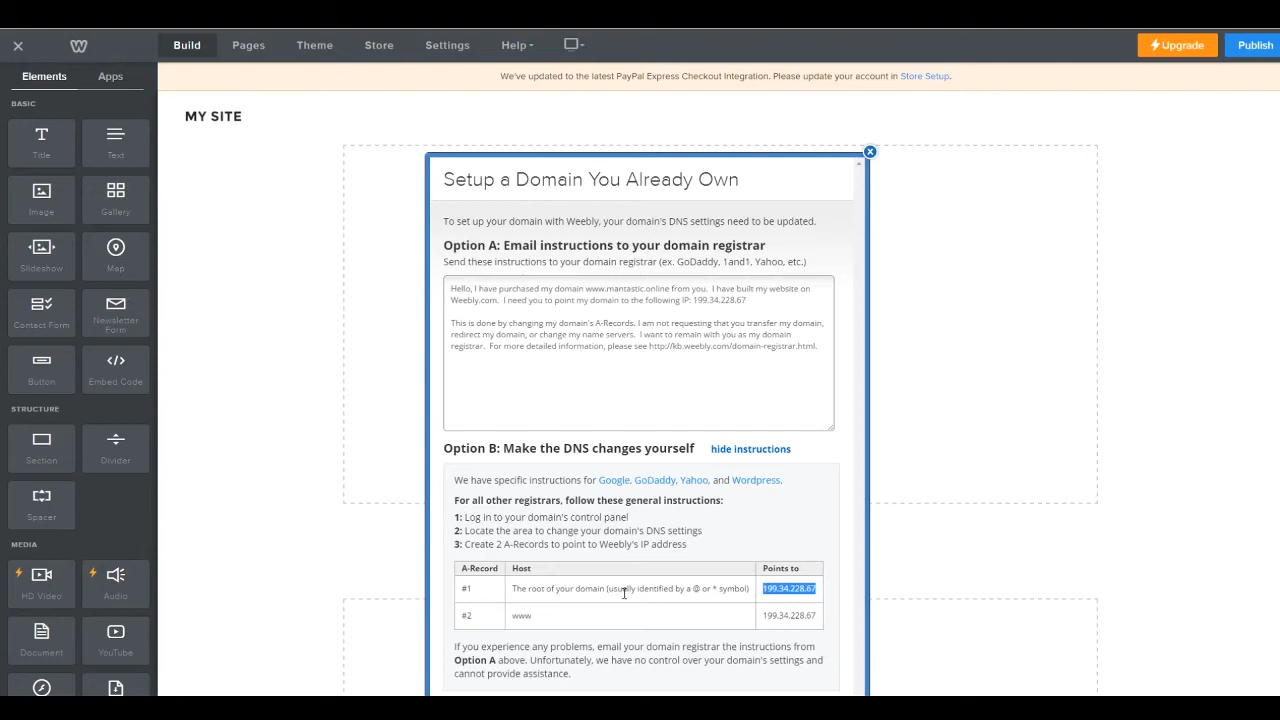 Build Pages Theme Store Settings Help Upgrade Publish
Elements Apps
We've updated to the latest PayPal Express Checkout Integration. Please update your account in Store Setup.
BASIC
MY SITE
Title Text
Image Gallery
Slideshow Map
Contact Form Newsletter Form
Button Embed Code
STRUCTURE
Section Divider
Spacer
MEDIA
HD Video Audio
Document YouTube
Setup a Domain You Already Own
To set up your domain with Weebly, your domain's DNS settings need to be updated.
Option A: Email instructions to your domain registrar
Send these instructions to your domain registrar (ex. GoDaddy, 1and1, Yahoo, etc.)
Hello, I have purchased my domain www.mantastic.online from you. I have built my website on
Weebly.com. I need you to point my domain to the following IP: 199.34.228.67
This is done by changing my domain's A-Records. I am not requesting that you transfer my domain,
redirect my domain, or change my name servers. I want to remain with you as my domain
registrar. For more detailed information, please see http://kb.weebly.com/domain-registrar.html.
Option B: Make the DNS changes yourself hide instructions
We have specific instructions for Google, GoDaddy, Yahoo, and Wordpress.
For all other registrars, follow these general instructions:
1: Log in to your domain's control panel
2: Locate the area to change your domain's DNS settings
3: Create 2 A-Records to point to Weebly's IP address
A-Record Host Points to
#1 The root of your domain (usually identified by a @ or * symbol) 199.34.228.67
#2 www 199.34.228.67
If you experience any problems, email your domain registrar the instructions from
Option A above. Unfortunately, we have no control over your domain's settings and
cannot provide assistance.